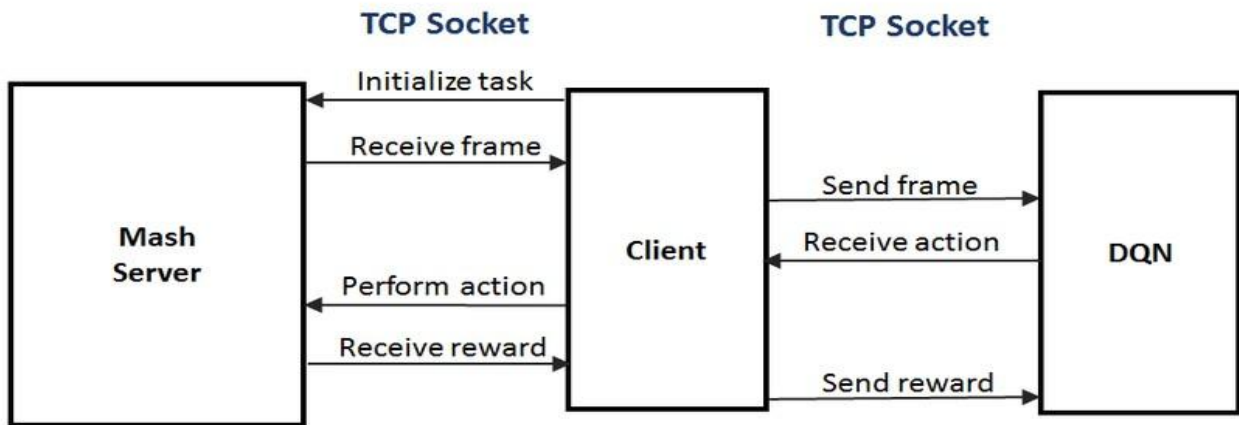 TCP Socket
TCP Socket
Initialize task
Receive frame
Send frame
Mash
Server
Client
Receive action
DQN
Perform action
Receive reward
Send reward